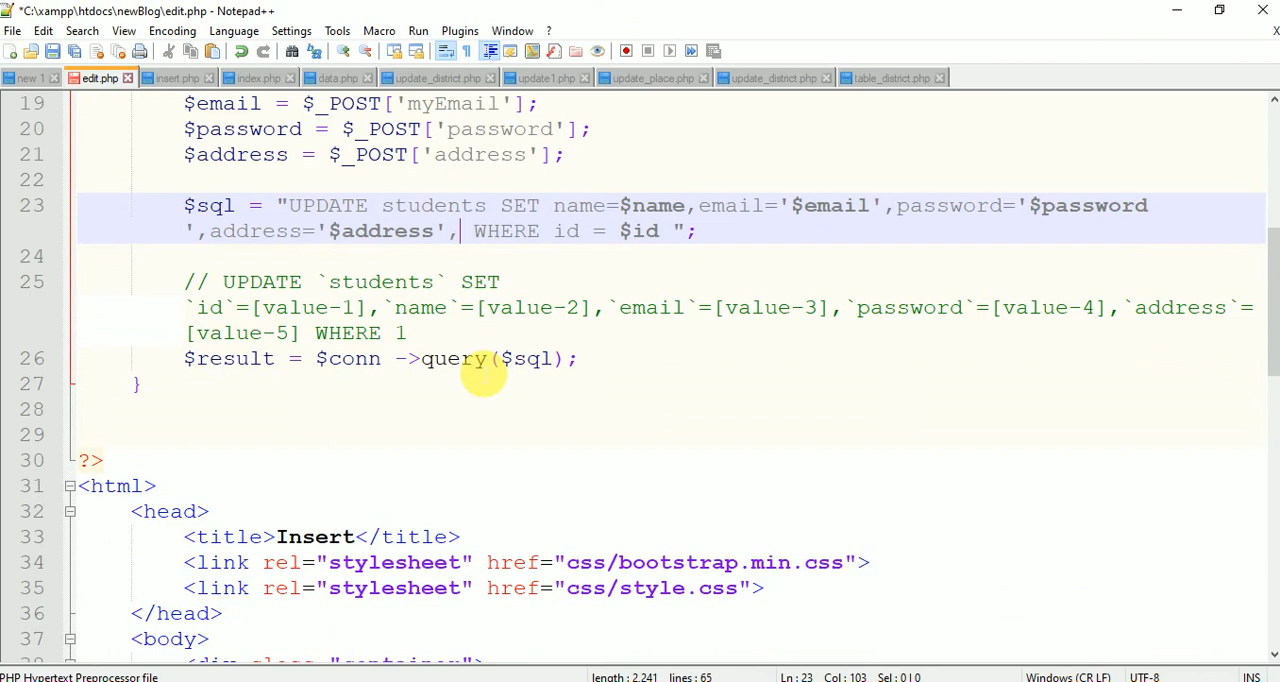 *C:\xampp\htdocs\newBlog\edit.php - Notepad++
File Edit Search View Encoding Language Settings Tools Macro Run Plugins Window ? X
new 1 edit.php insert.php index.php data.php update_district.php update1.php update_place.php update_district.php table_district.php
19 $email = $_POST['myEmail'];
20 $password = $_POST['password'];
21 $address = $_POST['address'];
22
23 $sql = "UPDATE students SET name=$name,email='$email',password='$password
',address='$address', WHERE id = $id ";
24
25 // UPDATE `students` SET
`id`=[value-1],`name`=[value-2],`email`=[value-3],`password`=[value-4],`address`=
[value-5] WHERE 1
26 $result = $conn ->query($sql);
27 }
28
29
30 ?>
31 <html>
32 <head>
33 <title>Insert</title>
34 <link rel="stylesheet" href="css/bootstrap.min.css">
35 <link rel="stylesheet" href="css/style.css">
36 </head>
37 <body>
PHP Hypertext Preprocessor file length : 2,241 lines : 65 Ln : 23 Col : 103 Sel : 0 | 0 Windows (CR LF) UTF-8 INS